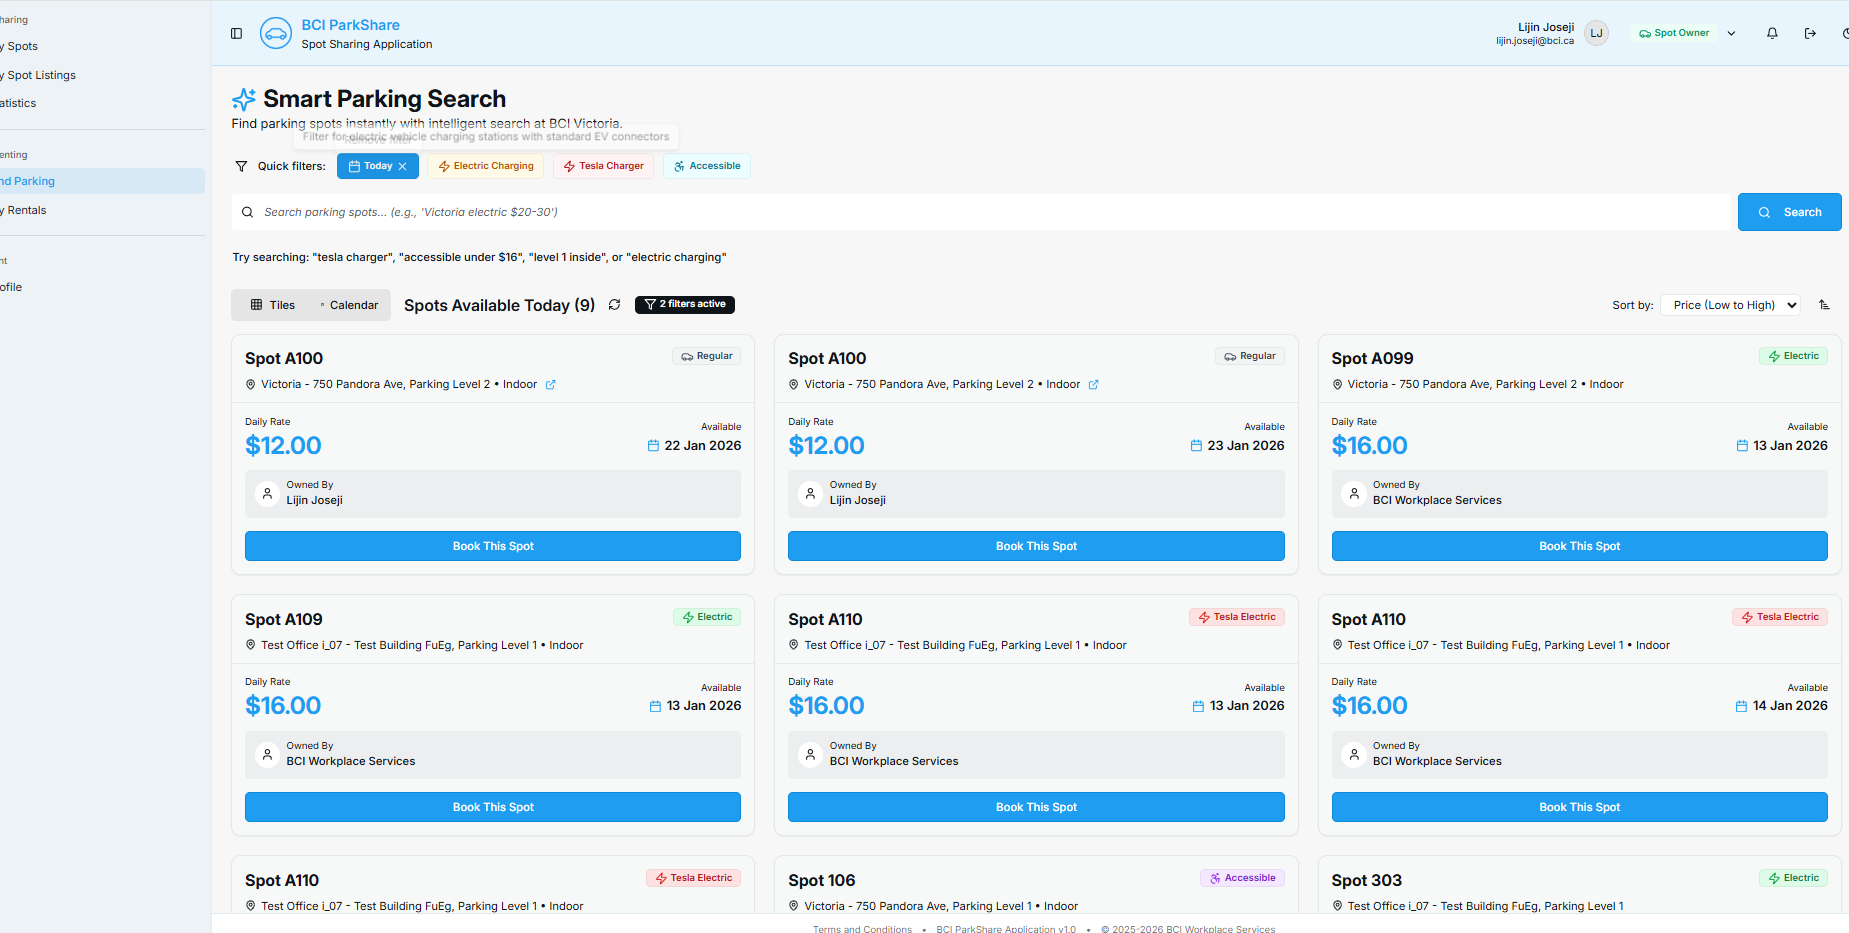 haring
y Spots
y Spot Listings
atistics
enting
nd Parking
y Rentals
nt
ofile
BCI ParkShare
Spot Sharing Application
Lijin Joseji
lijin.joseji@bci.ca
LJ
Spot Owner
Smart Parking Search
Find parking spots instantly with intelligent search at BCI Victoria.
Filter for electric vehicle charging stations with standard EV connectors
Remove filter
Quick filters:
Today
Electric Charging
Tesla Charger
Accessible
Search parking spots... (e.g., 'Victoria electric $20-30')
Search
Try searching: "tesla charger", "accessible under $16", "level 1 inside", or "electric charging"
Tiles
Calendar
Spots Available Today (9)
2 filters active
Sort by:
Price (Low to High)
Spot A100
Regular
Victoria - 750 Pandora Ave, Parking Level 2 • Indoor
Daily Rate
$12.00
Available
22 Jan 2026
Owned By
Lijin Joseji
Book This Spot
Spot A100
Regular
Victoria - 750 Pandora Ave, Parking Level 2 • Indoor
Daily Rate
$12.00
Available
23 Jan 2026
Owned By
Lijin Joseji
Book This Spot
Spot A099
Electric
Victoria - 750 Pandora Ave, Parking Level 2 • Indoor
Daily Rate
$16.00
Available
13 Jan 2026
Owned By
BCI Workplace Services
Book This Spot
Spot A109
Electric
Test Office i_07 - Test Building FuEg, Parking Level 1 • Indoor
Daily Rate
$16.00
Available
13 Jan 2026
Owned By
BCI Workplace Services
Book This Spot
Spot A110
Tesla Electric
Test Office i_07 - Test Building FuEg, Parking Level 1 • Indoor
Daily Rate
$16.00
Available
13 Jan 2026
Owned By
BCI Workplace Services
Book This Spot
Spot A110
Tesla Electric
Test Office i_07 - Test Building FuEg, Parking Level 1 • Indoor
Daily Rate
$16.00
Available
14 Jan 2026
Owned By
BCI Workplace Services
Book This Spot
Spot A110
Tesla Electric
Test Office i_07 - Test Building FuEg, Parking Level 1 • Indoor
Spot 106
Accessible
Victoria - 750 Pandora Ave, Parking Level 1 • Indoor
Spot 303
Electric
Test Office i_07 - Test Building FuEg, Parking Level 1
Terms and Conditions • BCI ParkShare Application v1.0 • © 2025-2026 BCI Workplace Services